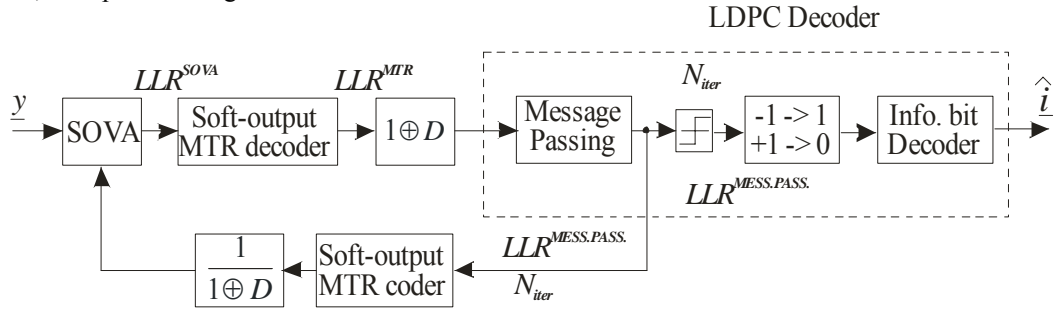 LDPC Decoder
LLR^SOVA
LLR^MTR
N_iter
y
SOVA
Soft-output
MTR decoder
1⊕D
Message
Passing
-1 -> 1
+1 -> 0
Info. bit
Decoder
î
LLR^MESS.PASS.
1
1⊕D
Soft-output
MTR coder
LLR^MESS.PASS.
N_iter